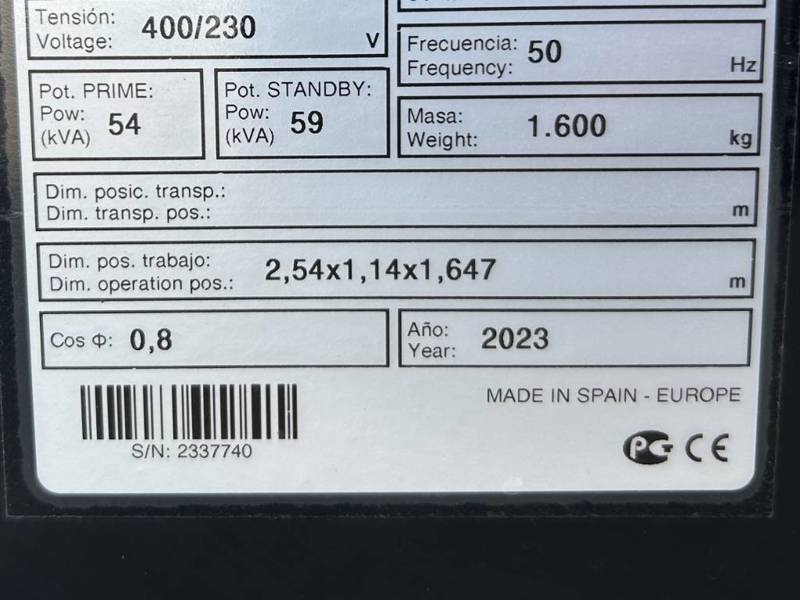 Tensión:
Voltage: 400/230 V
Frecuencia:
Frequency: 50 Hz
Pot. PRIME:
Pow:
(kVA) 54
Pot. STANDBY:
Pow:
(kVA) 59
Masa:
Weight: 1.600 kg
Dim. posic. transp.:
Dim. transp. pos.: m
Dim. pos. trabajo:
Dim. operation pos.: 2,54x1,14x1,647 m
Cos Φ: 0,8
Año:
Year: 2023
MADE IN SPAIN - EUROPE
S/N: 2337740
PG CE